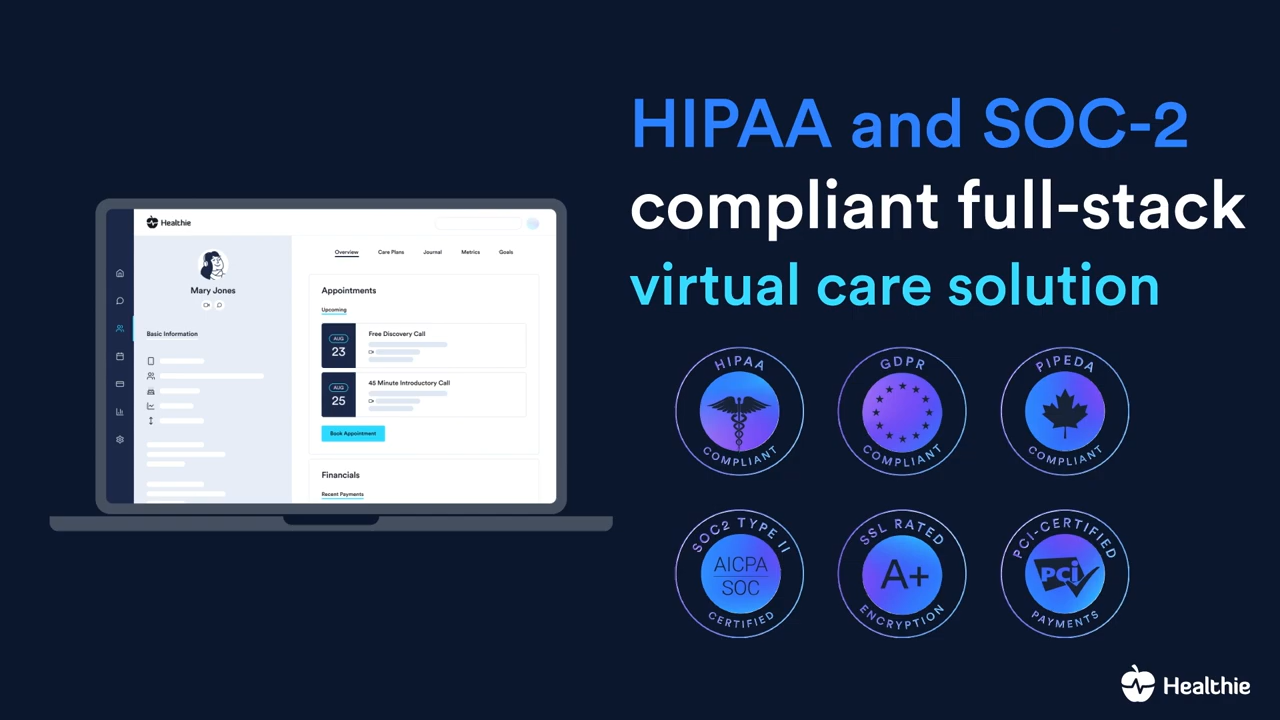 HIPAA and SOC-2
compliant full-stack
virtual care solution
Healthie
Mary Jones
Basic Information
Overview Care Plans Journal Metrics Goals
Appointments
Upcoming
AUG
23
Free Discovery Call
AUG
25
45 Minute Introductory Call
Book Appointment
Financials
Recent Payments
HIPAA
COMPLIANT
GDPR
COMPLIANT
PIPEDA
COMPLIANT
SOC2 TYPE II
AICPA
SOC
CERTIFIED
SSL RATED
A+
ENCRYPTION
PCI-CERTIFIED
PCi
PAYMENTS
Healthie